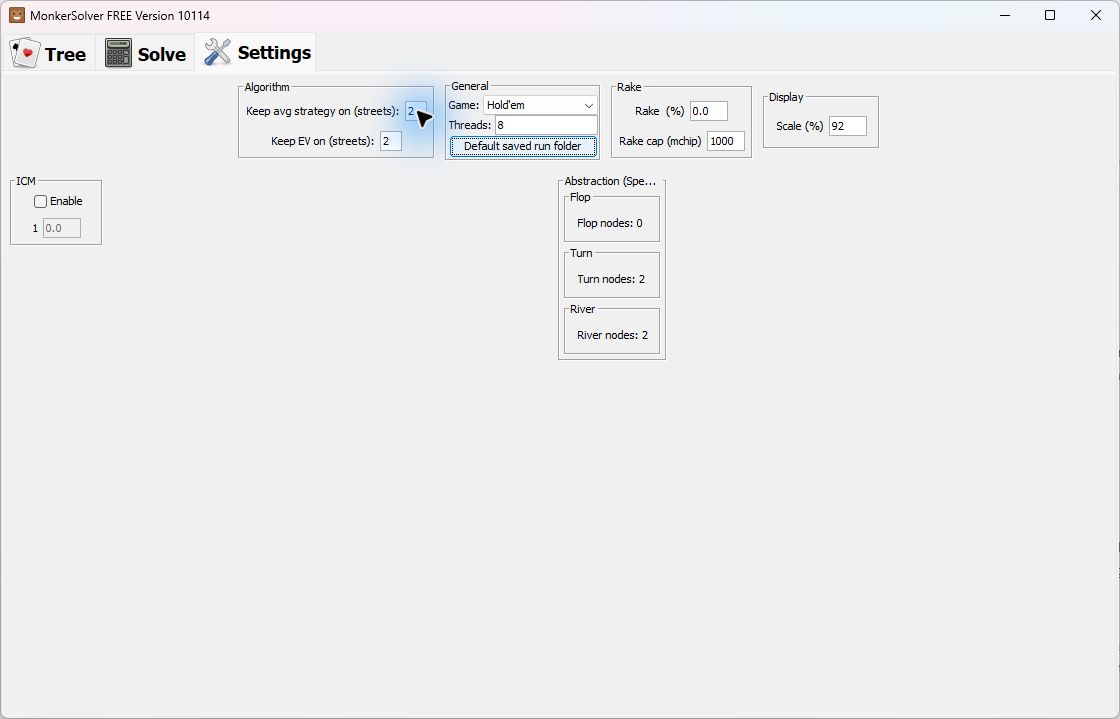 MonkerSolver FREE Version 10114
Tree
Solve
Settings
Algorithm
Keep avg strategy on (streets): 2
Keep EV on (streets): 2
General
Game: Hold'em
Threads: 8
Default saved run folder
Rake
Rake (%) 0.0
Rake cap (mchip) 1000
Display
Scale (%) 92
ICM
Enable
1 0.0
Abstraction (Spe...
Flop
Flop nodes: 0
Turn
Turn nodes: 2
River
River nodes: 2